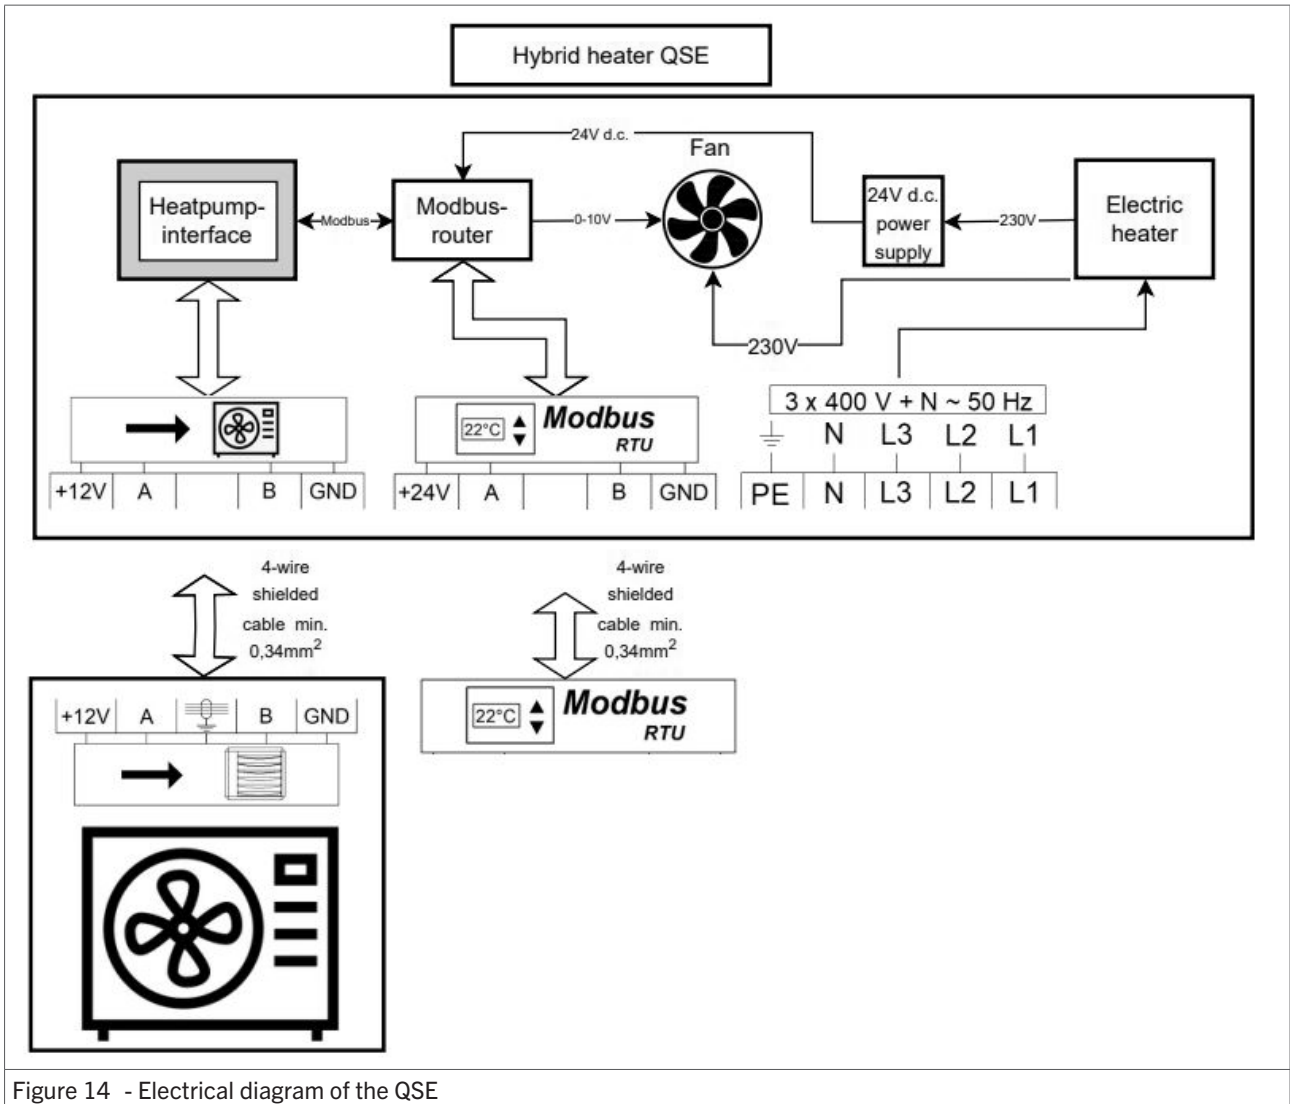 Hybrid heater QSE
24V d.c.
Fan
Heatpump-
interface
Modbus
Modbus-
router
0-10V
24V d.c.
power
supply
230V
Electric
heater
230V
3 x 400 V + N ~ 50 Hz
N L3 L2 L1
22°C
Modbus
RTU
+12V A B GND
+24V A B GND
PE N L3 L2 L1
4-wire
shielded
cable min.
0,34mm²
4-wire
shielded
cable min.
0,34mm²
+12V A B GND
22°C
Modbus
RTU
Figure 14 - Electrical diagram of the QSE